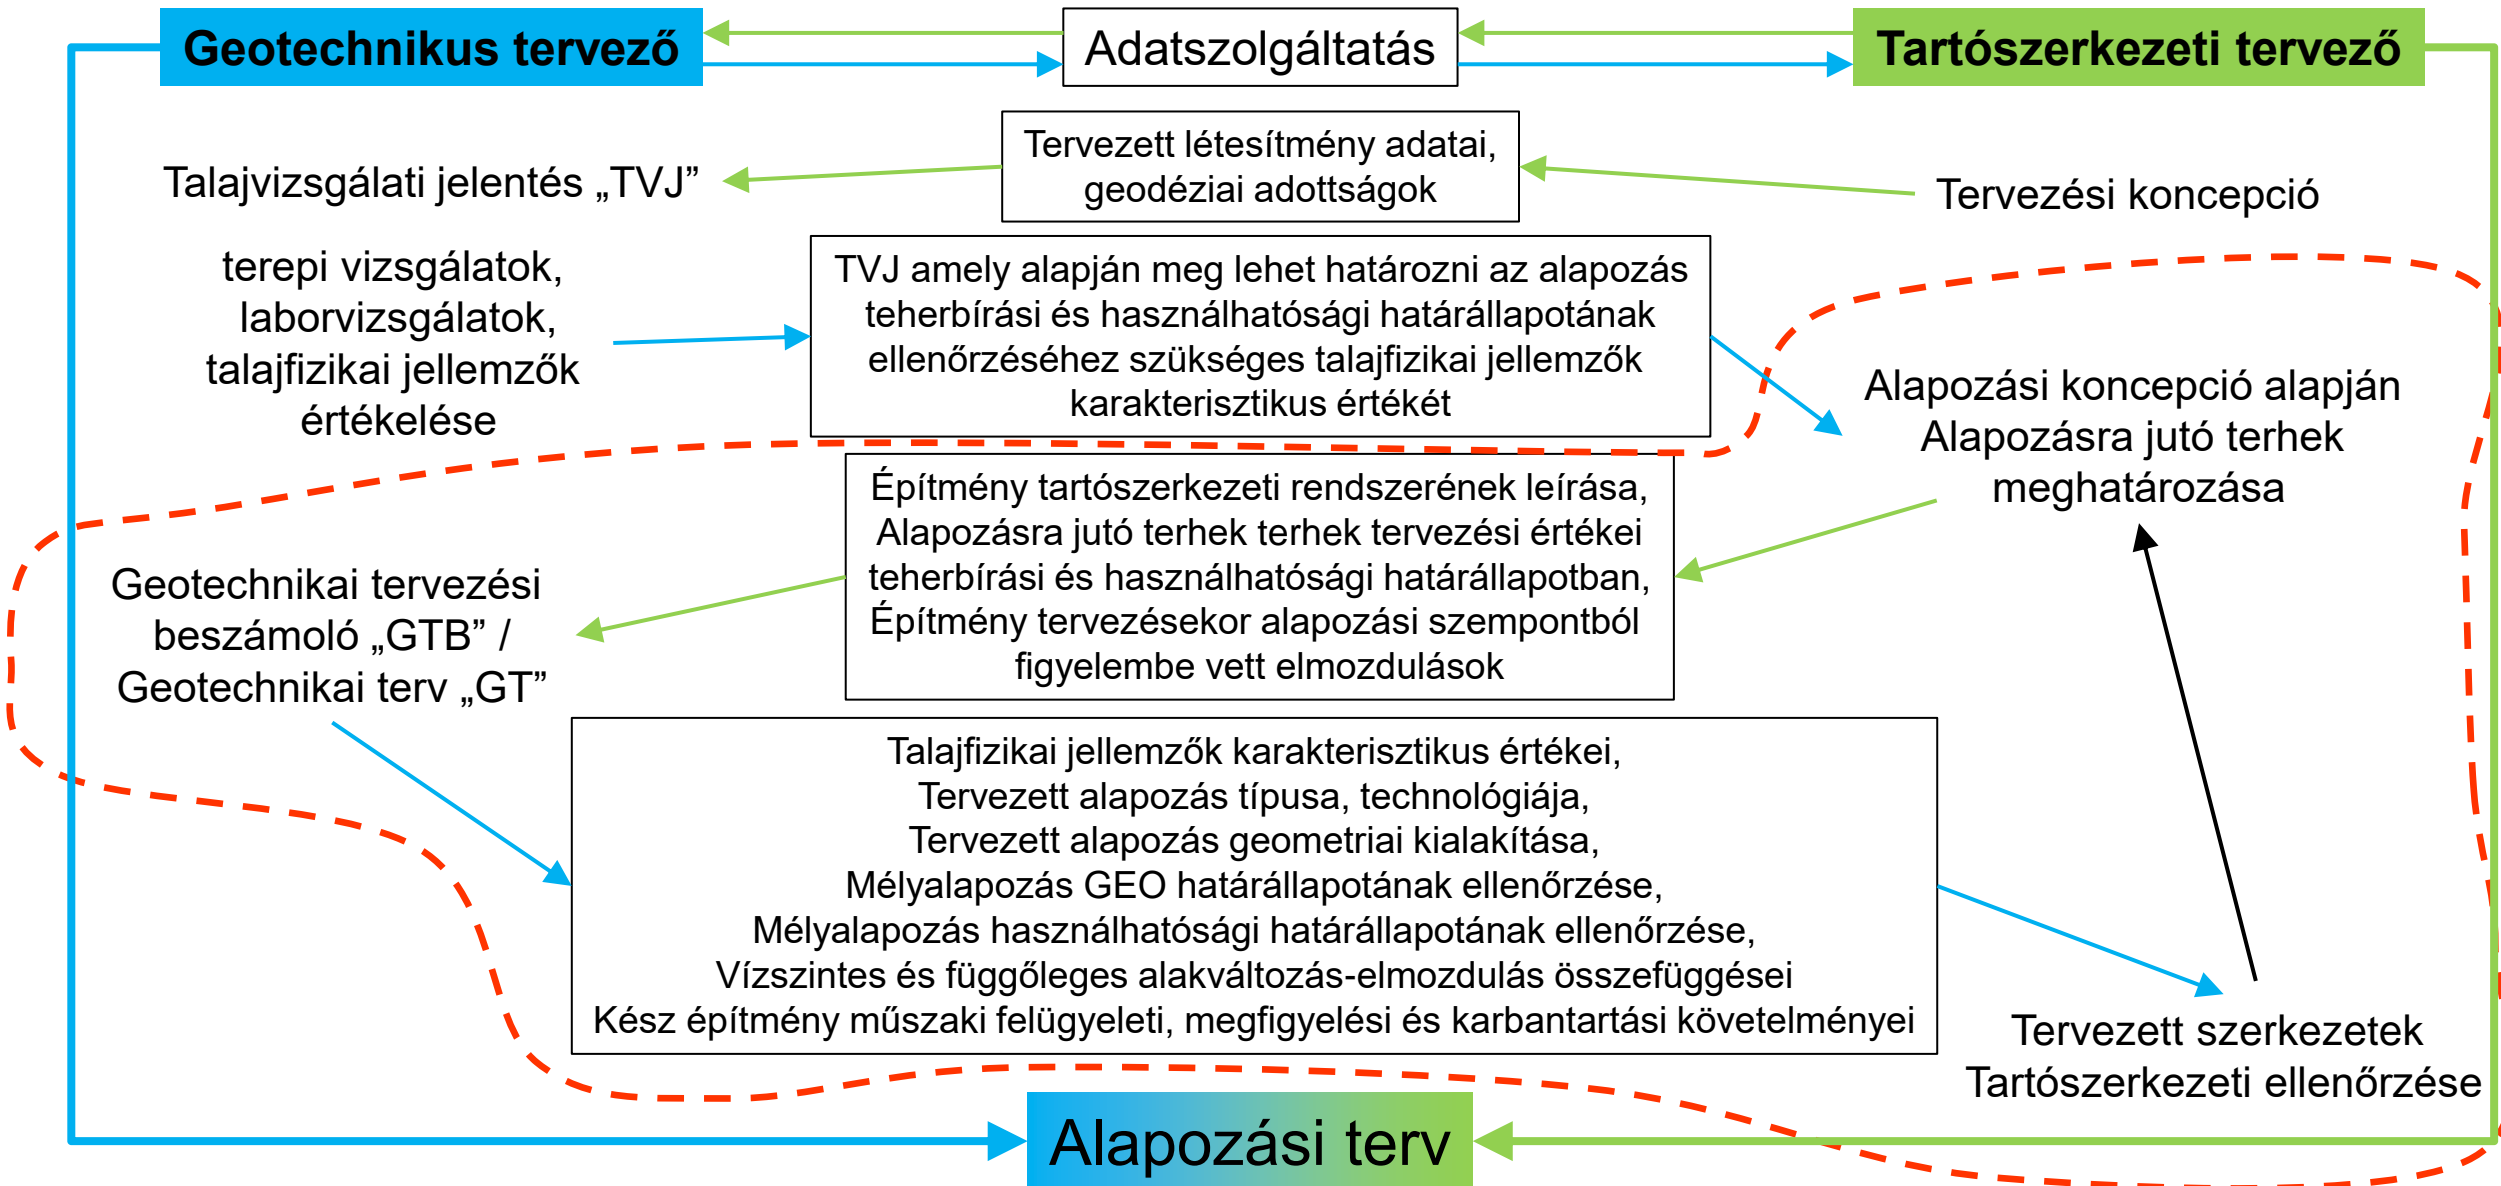 Geotechnikus tervező
Adatszolgáltatás
Tartószerkezeti tervező
Talajvizsgálati jelentés „TVJ”
Tervezett létesítmény adatai,
geodéziai adottságok
Tervezési koncepció
terepi vizsgálatok,
laborvizsgálatok,
talajfizikai jellemzők
értékelése
TVJ amely alapján meg lehet határozni az alapozás
teherbírási és használhatósági határállapotának
ellenőrzéséhez szükséges talajfizikai jellemzők
karakterisztikus értékét
Alapozási koncepció alapján
Alapozásra jutó terhek
meghatározása
Építmény tartószerkezeti rendszerének leírása,
Alapozásra jutó terhek terhek tervezési értékei
teherbírási és használhatósági határállapotban,
Építmény tervezésekor alapozási szempontból
figyelembe vett elmozdulások
Geotechnikai tervezési
beszámoló „GTB” /
Geotechnikai terv „GT”
Talajfizikai jellemzők karakterisztikus értékei,
Tervezett alapozás típusa, technológiája,
Tervezett alapozás geometriai kialakítása,
Mélyalapozás GEO határállapotának ellenőrzése,
Mélyalapozás használhatósági határállapotának ellenőrzése,
Vízszintes és függőleges alakváltozás-elmozdulás összefüggései
Kész építmény műszaki felügyeleti, megfigyelési és karbantartási követelményei
Tervezett szerkezetek
Tartószerkezeti ellenőrzése
Alapozási terv